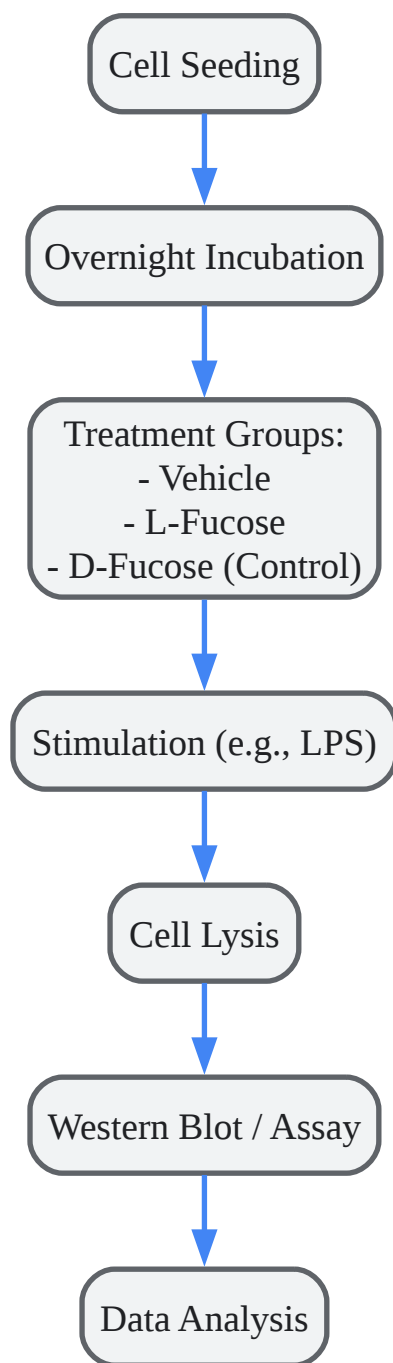 Cell Seeding
Overnight Incubation
Treatment Groups:
- Vehicle
- L-Fucose
- D-Fucose (Control)
Stimulation (e.g., LPS)
Cell Lysis
Western Blot / Assay
Data Analysis